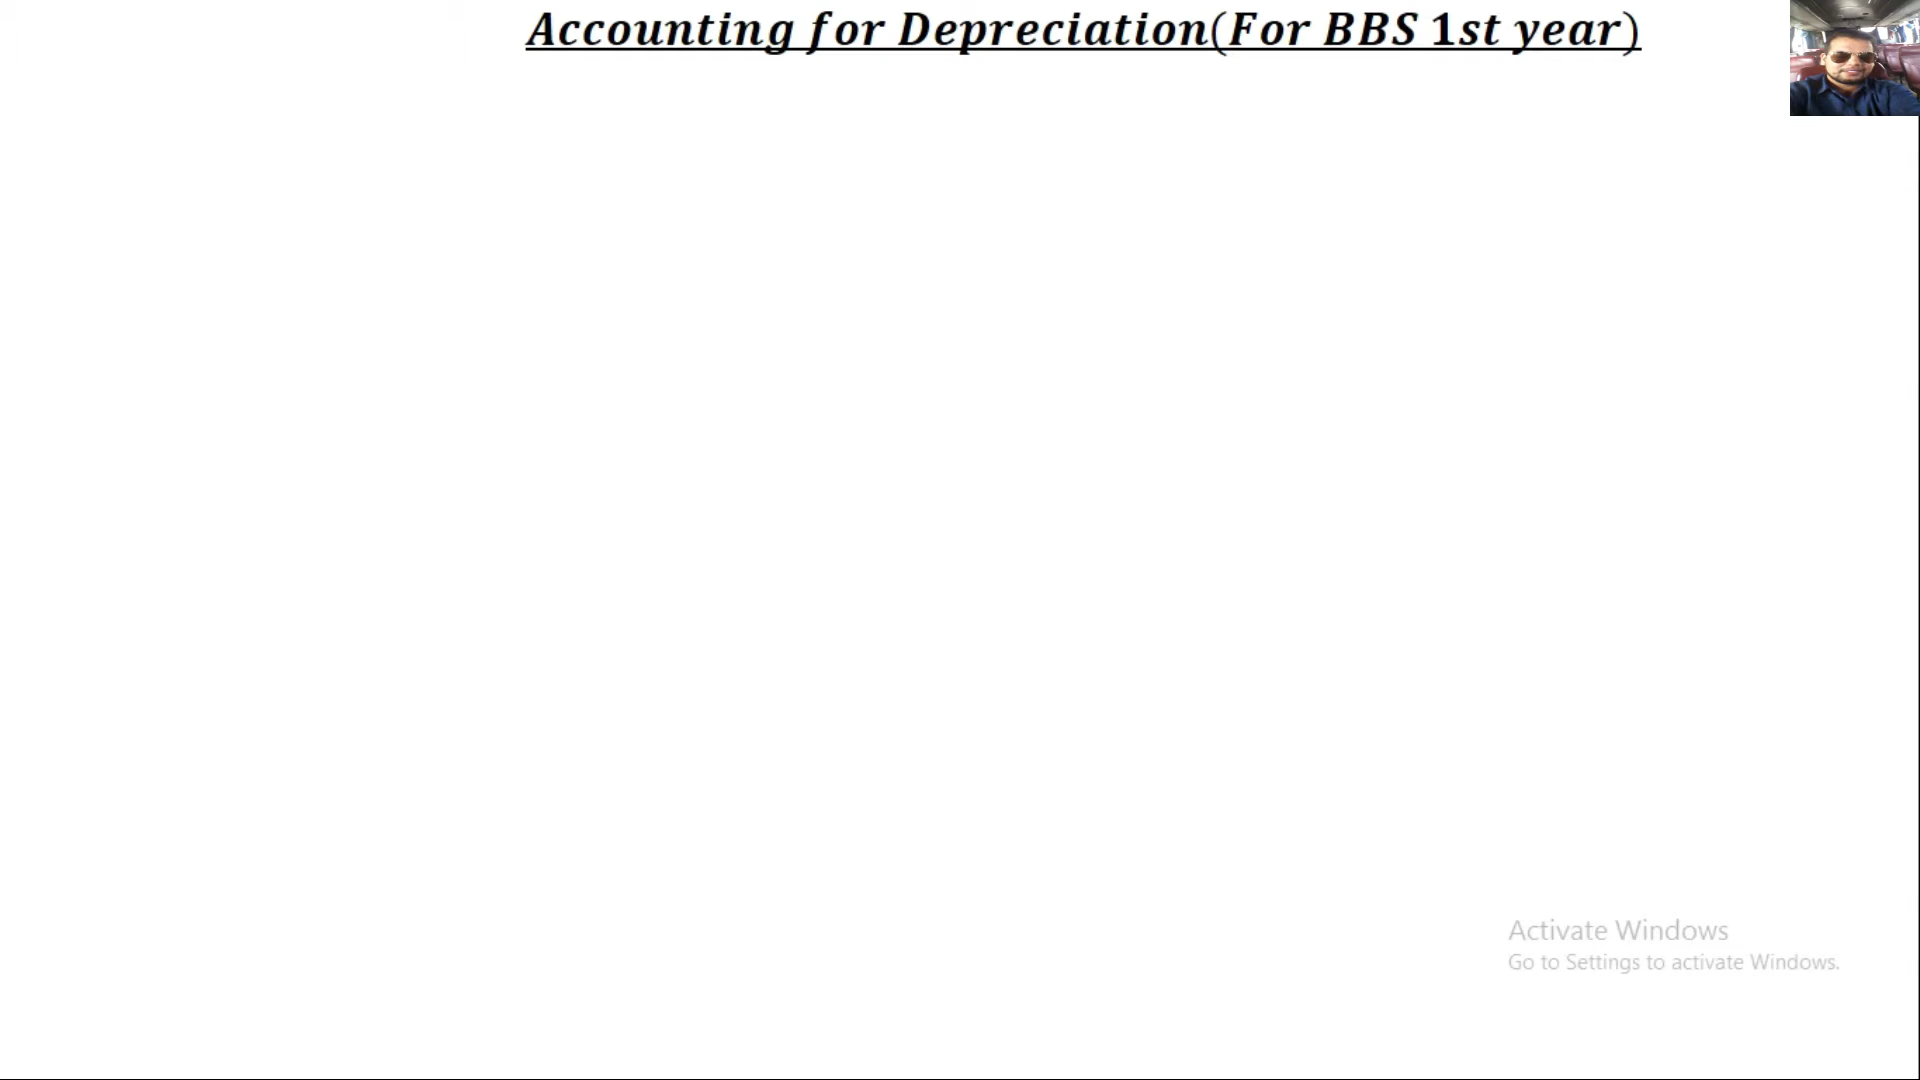 Accounting for Depreciation(For BBS 1st year)
Activate Windows
Go to Settings to activate Windows.